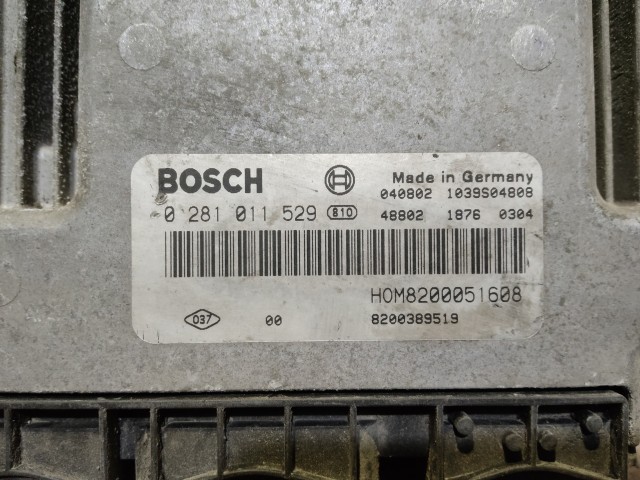 BOSCH
Made in Germany
040802 1039S04808
0 281 011 529 810 48802 1876 0304
HOM8200051608
037 00 8200389519